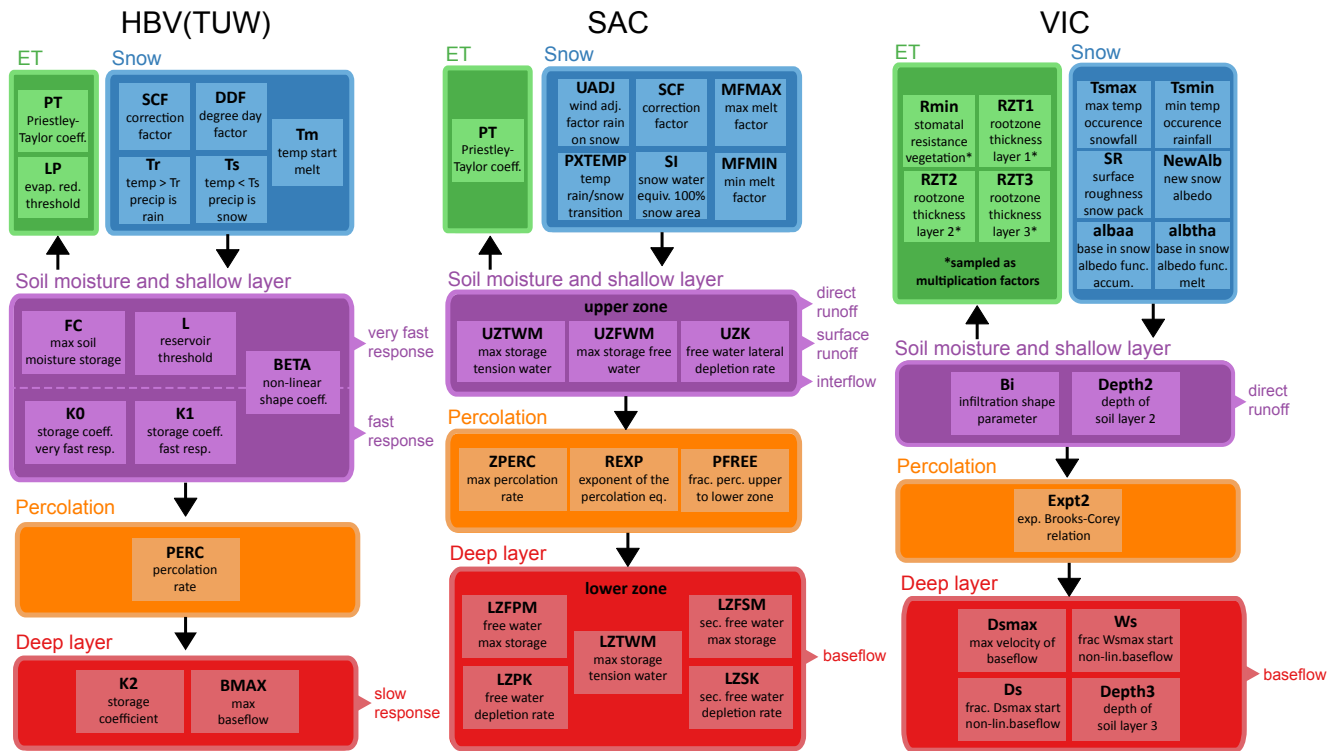 HBV(TUW)
ET
Snow
PT
Priestley-
Taylor coeff.
LP
evap. red.
threshold
SCF
correction
factor
DDF
degree day
factor
Tr
temp > Tr
precip is
rain
Ts
temp < Ts
precip is
snow
Tm
temp start
melt
Soil moisture and shallow layer
FC
max soil
moisture storage
L
reservoir
threshold
BETA
non-linear
shape coeff.
K0
storage coeff.
very fast resp.
K1
storage coeff.
fast resp.
very fast
response
fast
response
Percolation
PERC
percolation
rate
Deep layer
K2
storage
coefficient
BMAX
max
baseflow
slow
response
SAC
ET
Snow
PT
Priestley-
Taylor coeff.
UADJ
wind adj.
factor rain
on snow
SCF
correction
factor
MFMAX
max melt
factor
PXTEMP
temp
rain/snow
transition
SI
snow water
equiv. 100%
snow area
MFMIN
min melt
factor
Soil moisture and shallow layer
upper zone
UZTWM
max storage
tension water
UZFWM
max storage free
water
UZK
free water lateral
depletion rate
direct
runoff
surface
runoff
interflow
Percolation
ZPERC
max percolation
rate
REXP
exponent of the
percolation eq.
PFREE
frac. perc. upper
to lower zone
Deep layer
lower zone
LZFPM
free water
max storage
LZTWM
max storage
tension water
LZFSM
sec. free water
max storage
LZPK
free water
depletion rate
LZSK
sec. free water
depletion rate
baseflow
VIC
ET
Snow
Rmin
stomatal
resistance
vegetation*
RZT1
rootzone
thickness
layer 1*
RZT2
rootzone
thickness
layer 2*
RZT3
rootzone
thickness
layer 3*
*sampled as
multiplication factors
Tsmax
max temp
occurence
snowfall
Tsmin
min temp
occurence
rainfall
SR
surface
roughness
snow pack
NewAlb
new snow
albedo
albaa
base in snow
albedo func.
accum.
albtha
base in snow
albedo func.
melt
Soil moisture and shallow layer
Bi
infiltration shape
parameter
Depth2
depth of
soil layer 2
direct
runoff
Percolation
Expt2
exp. Brooks-Corey
relation
Deep layer
Dsmax
max velocity of
baseflow
Ws
frac Wsmax start
non-lin.baseflow
Ds
frac. Dsmax start
non-lin.baseflow
Depth3
depth of
soil layer 3
baseflow